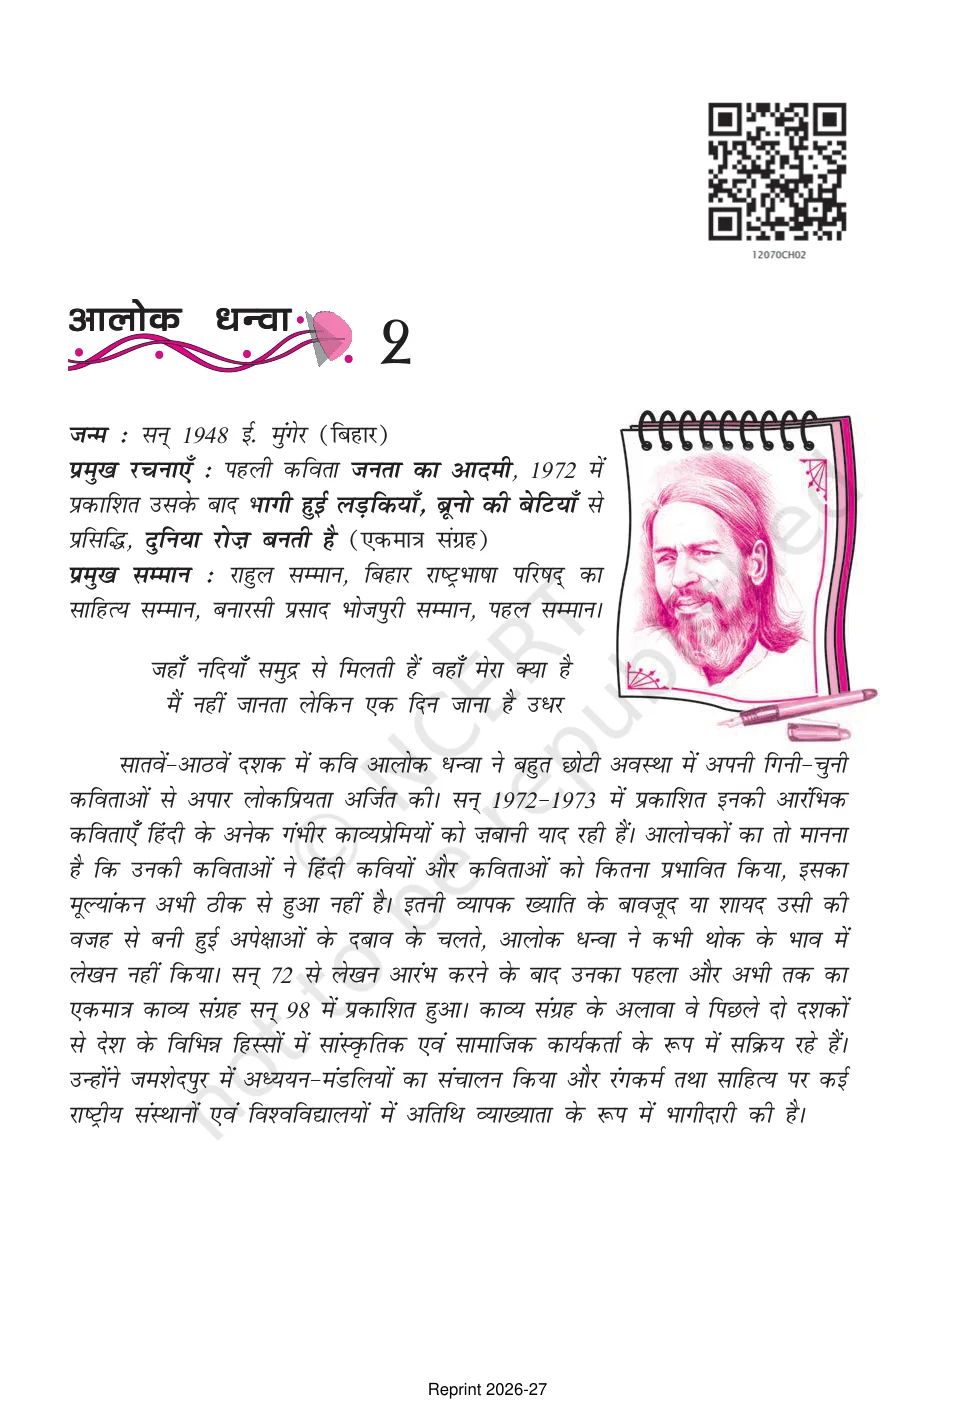 12070CH02
आलोक धन्वा
2
जन्म : सन् 1948 ई. मुंगेर (बिहार)
प्रमुख रचनाएँ : पहली कविता जनता का आदमी, 1972 में
प्रकाशित उसके बाद भागी हुई लड़कियाँ, ब्रूनो की बेटियाँ से
प्रसिद्धि, दुनिया रोज़ बनती है (एकमात्र संग्रह)
प्रमुख सम्मान : राहुल सम्मान, बिहार राष्ट्रभाषा परिषद् का
साहित्य सम्मान, बनारसी प्रसाद भोजपुरी सम्मान, पहल सम्मान।
जहाँ नदियाँ समुद्र से मिलती हैं वहाँ मेरा क्या है
मैं नहीं जानता लेकिन एक दिन जाना है उधर
सातवें-आठवें दशक में कवि आलोक धन्वा ने बहुत छोटी अवस्था में अपनी गिनी-चुनी
कविताओं से अपार लोकप्रियता अर्जित की। सन् 1972-1973 में प्रकाशित इनकी आरंभिक
कविताएँ हिंदी के अनेक गंभीर काव्यप्रेमियों को ज़बानी याद रही हैं। आलोचकों का तो मानना
है कि उनकी कविताओं ने हिंदी कवियों और कविताओं को कितना प्रभावित किया, इसका
मूल्यांकन अभी ठीक से हुआ नहीं है। इतनी व्यापक ख्याति के बावजूद या शायद उसी की
वजह से बनी हुई अपेक्षाओं के दबाव के चलते, आलोक धन्वा ने कभी थोक के भाव में
लेखन नहीं किया। सन् 72 से लेखन आरंभ करने के बाद उनका पहला और अभी तक का
एकमात्र काव्य संग्रह सन् 98 में प्रकाशित हुआ। काव्य संग्रह के अलावा वे पिछले दो दशकों
से देश के विभिन्न हिस्सों में सांस्कृतिक एवं सामाजिक कार्यकर्ता के रूप में सक्रिय रहे हैं।
उन्होंने जमशेदपुर में अध्ययन-मंडलियों का संचालन किया और रंगकर्म तथा साहित्य पर कई
राष्ट्रीय संस्थानों एवं विश्वविद्यालयों में अतिथि व्याख्याता के रूप में भागीदारी की है।
© NCERT
not to be republished
Reprint 2026-27